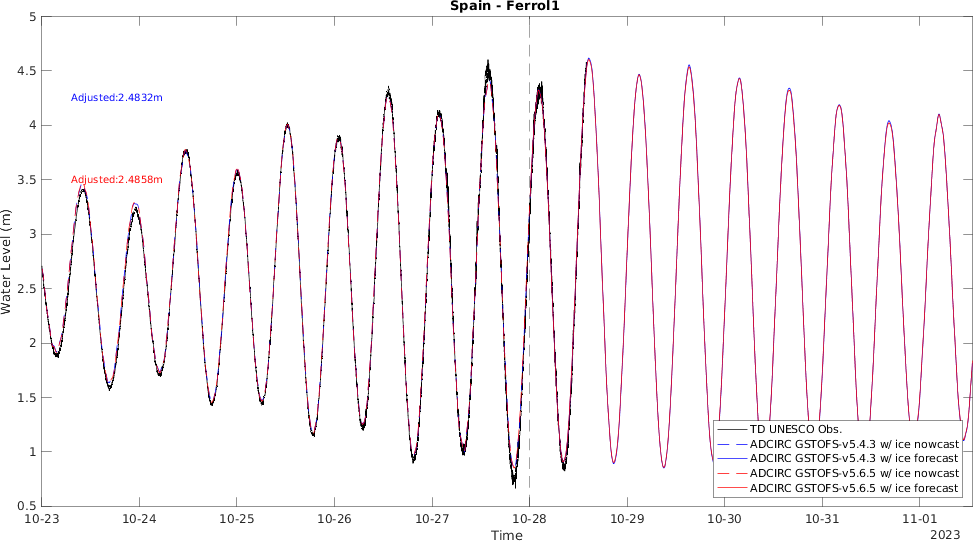 Spain - Ferrol1
5
4.5
4
3.5
3
2.5
2
1.5
1
0.5
Water Level (m)
Adjusted:2.4832m
Adjusted:2.4858m
TD UNESCO Obs.
ADCIRC GSTOFS-v5.4.3 w/ ice nowcast
ADCIRC GSTOFS-v5.4.3 w/ ice forecast
ADCIRC GSTOFS-v5.6.5 w/ ice nowcast
ADCIRC GSTOFS-v5.6.5 w/ ice forecast
10-23 10-24 10-25 10-26 10-27 10-28 10-29 10-30 10-31 11-01
Time
2023